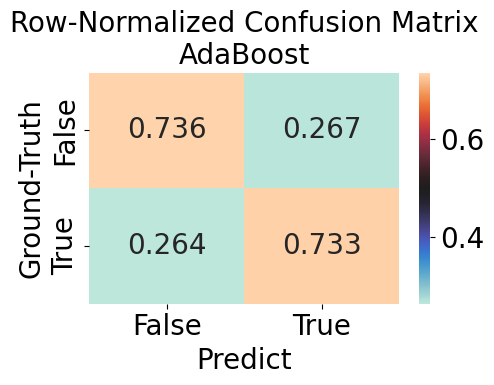 Row-Normalized Confusion Matrix
AdaBoost
Ground-Truth
False
True
0.736
0.267
0.264
0.733
False
True
Predict
0.6
0.4